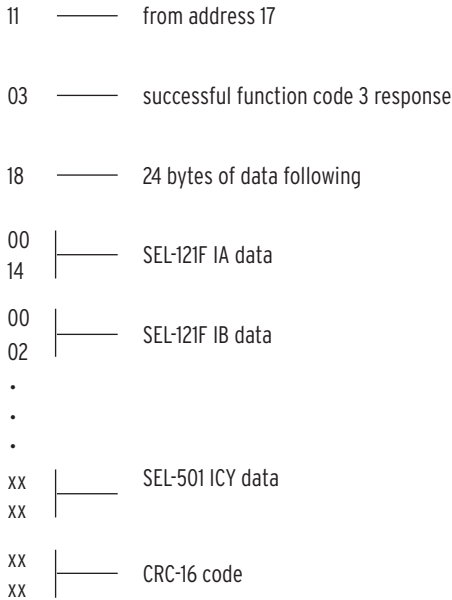 11 from address 17
03 successful function code 3 response
18 24 bytes of data following
00
14
SEL-121F IA data
00
02
SEL-121F IB data
.
.
.
xx
xx
SEL-501 ICY data
xx
xx
CRC-16 code